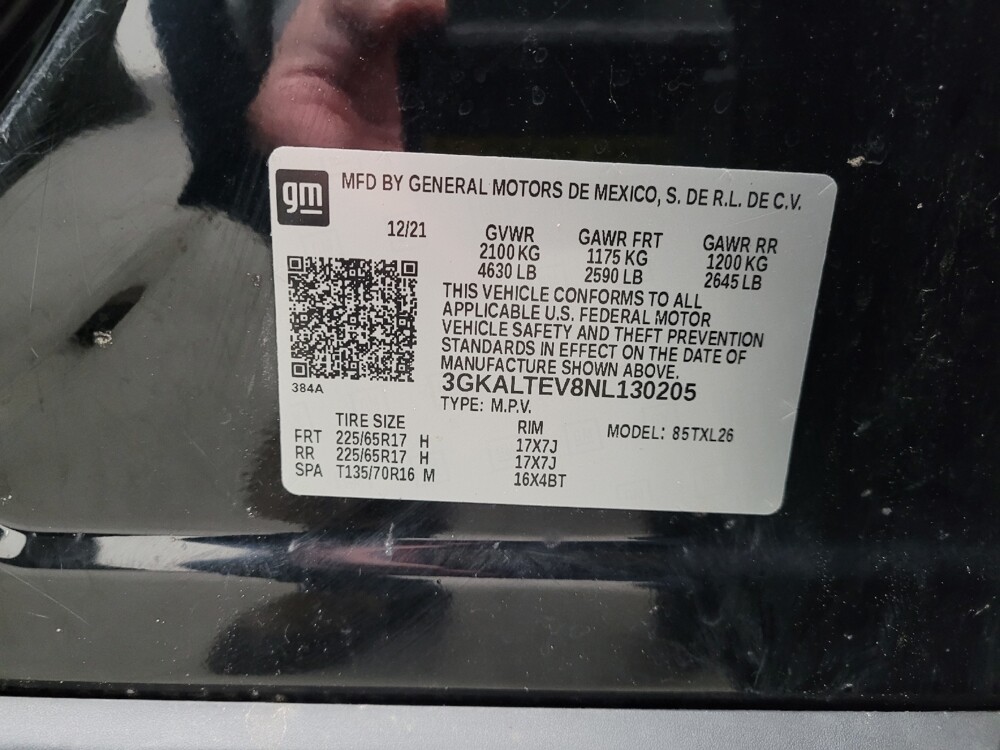 gm
MFD BY GENERAL MOTORS DE MEXICO, S. DE R.L. DE C.V.
12/21
GVWR GAWR FRT GAWR RR
2100 KG 1175 KG 1200 KG
4630 LB 2590 LB 2645 LB
THIS VEHICLE CONFORMS TO ALL
APPLICABLE U.S. FEDERAL MOTOR
VEHICLE SAFETY AND THEFT PREVENTION
STANDARDS IN EFFECT ON THE DATE OF
MANUFACTURE SHOWN ABOVE.
384A
3GKALTEV8NL130205
TYPE: M.P.V.
TIRE SIZE RIM MODEL: 85TXL26
FRT 225/65R17 H 17X7J
RR 225/65R17 H 17X7J
SPA T135/70R16 M 16X4BT